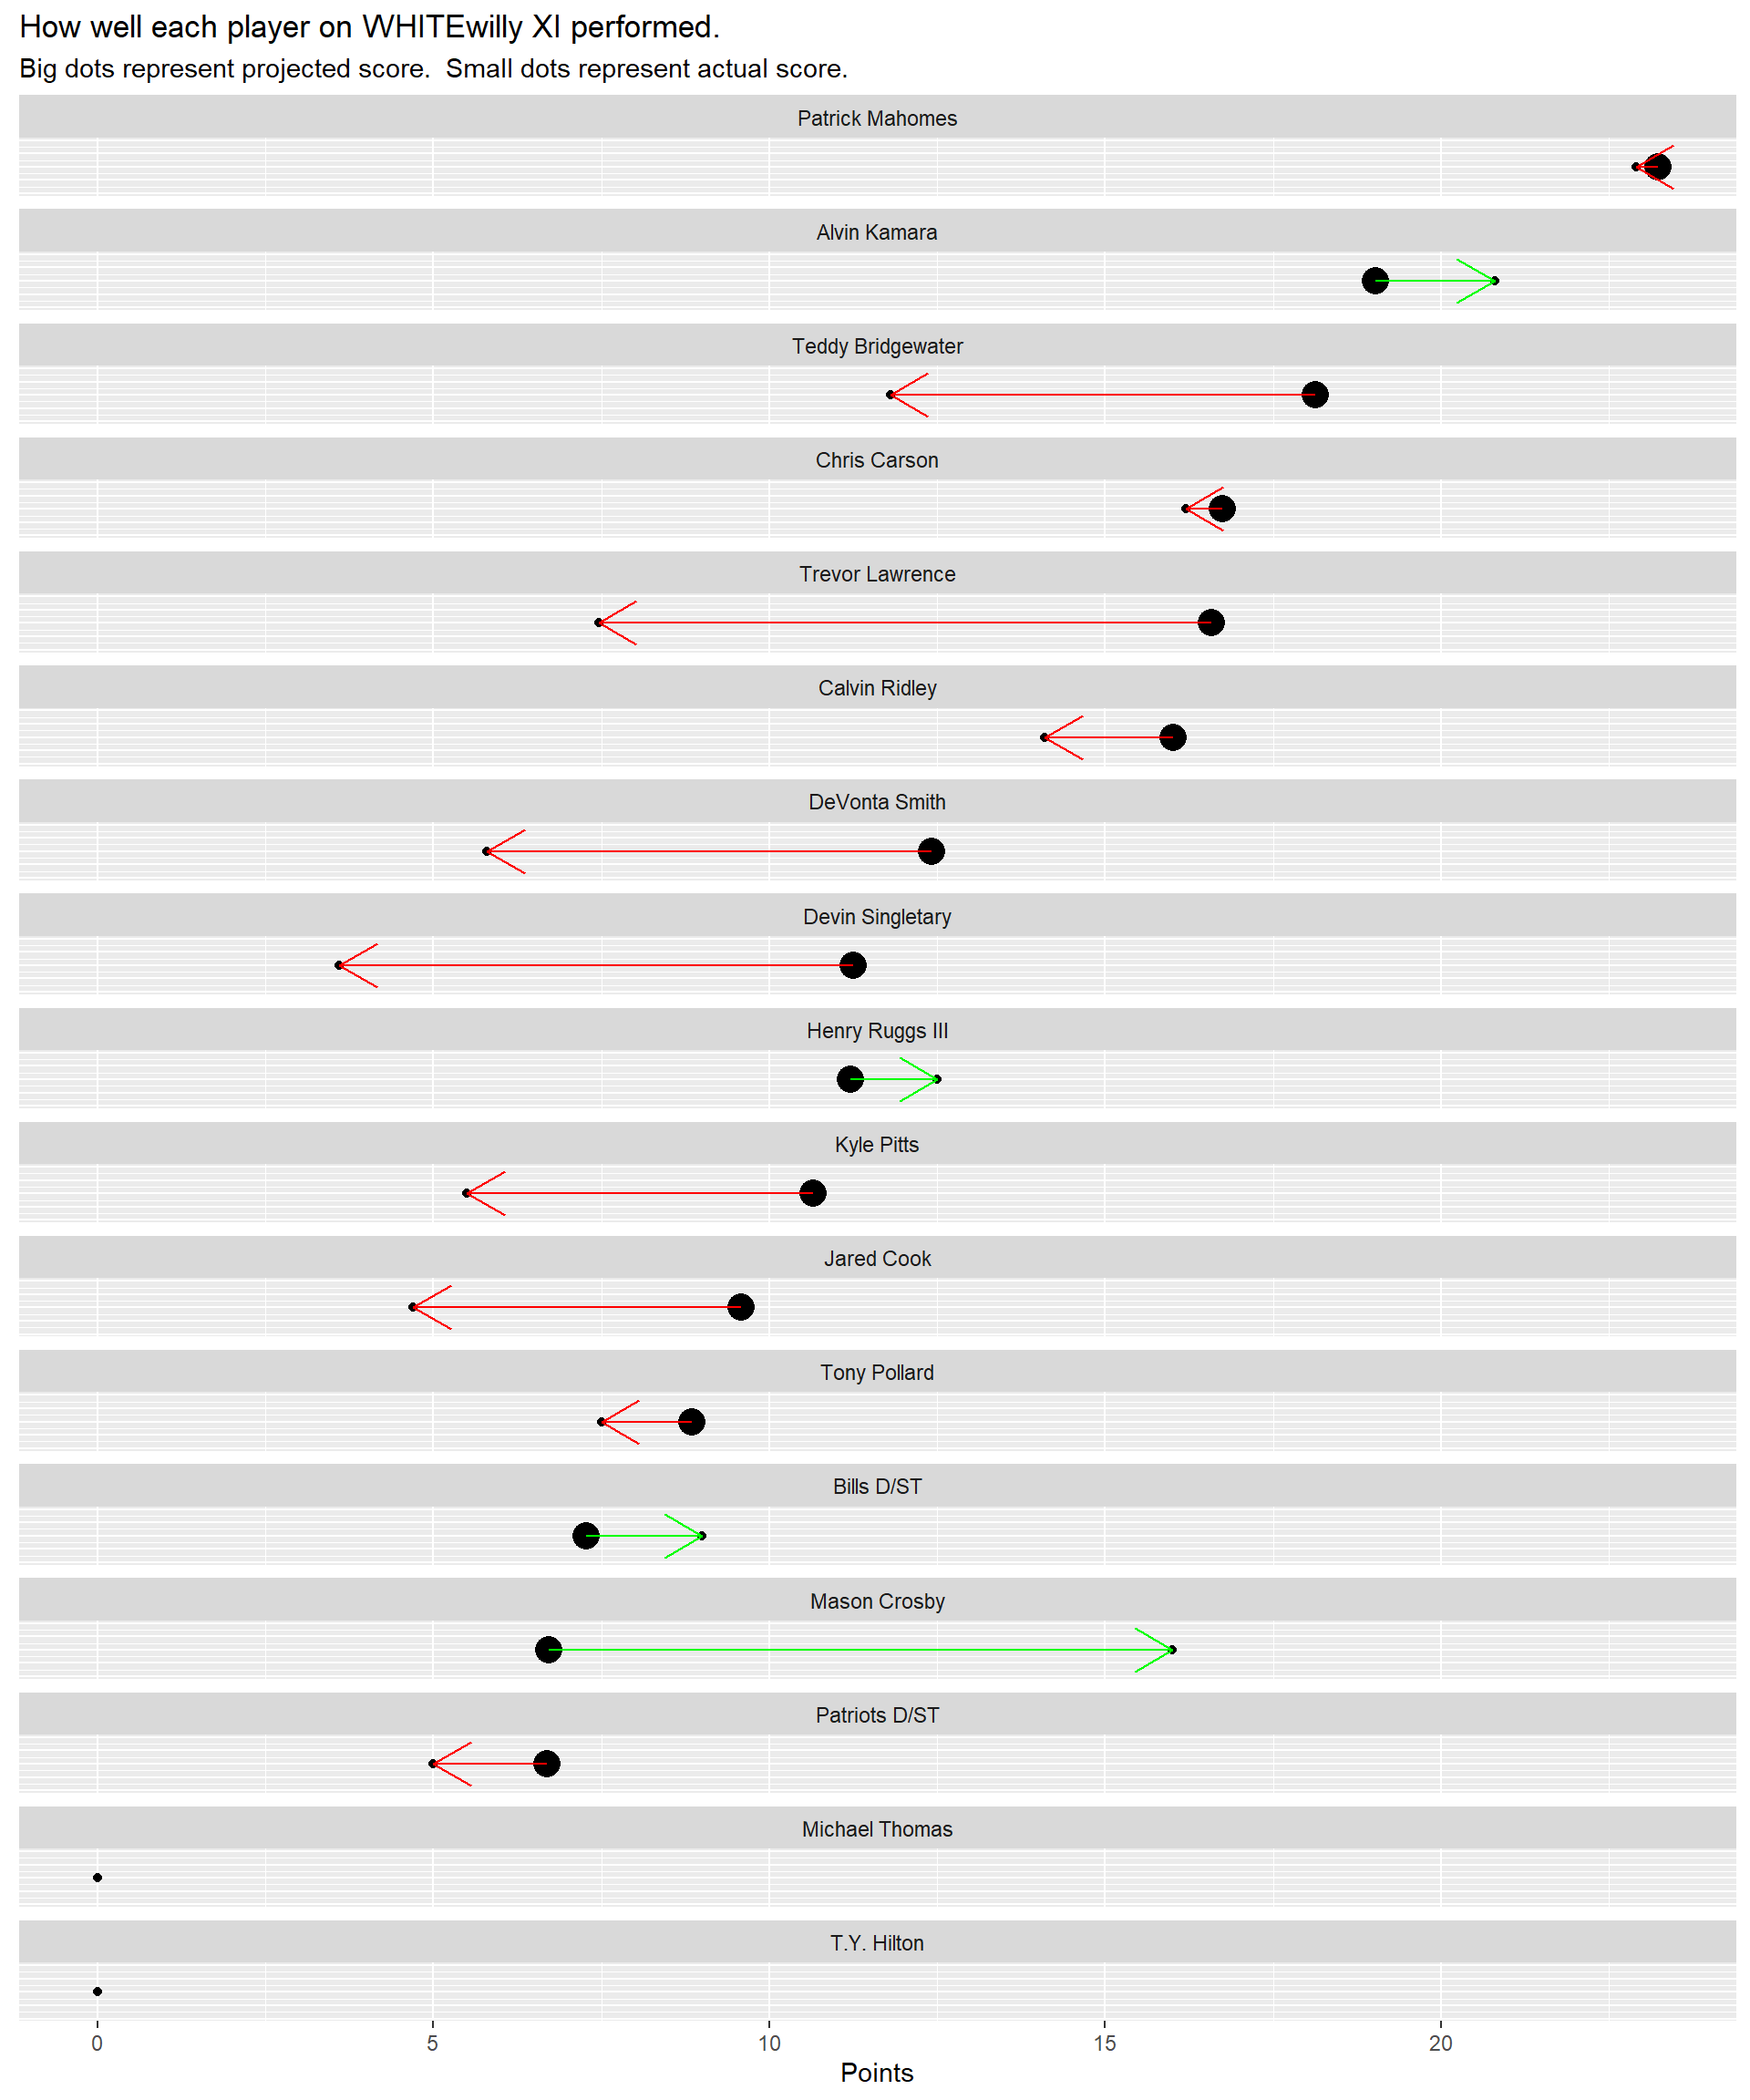 How well each player on WHITEwilly XI performed.
Big dots represent projected score.  Small dots represent actual score.
Patrick Mahomes
Alvin Kamara
Teddy Bridgewater
Chris Carson
Trevor Lawrence
Calvin Ridley
DeVonta Smith
Devin Singletary
Henry Ruggs III
Kyle Pitts
Jared Cook
Tony Pollard
Bills D/ST
Mason Crosby
Patriots D/ST
Michael Thomas
T.Y. Hilton
0 5 10 15 20
Points